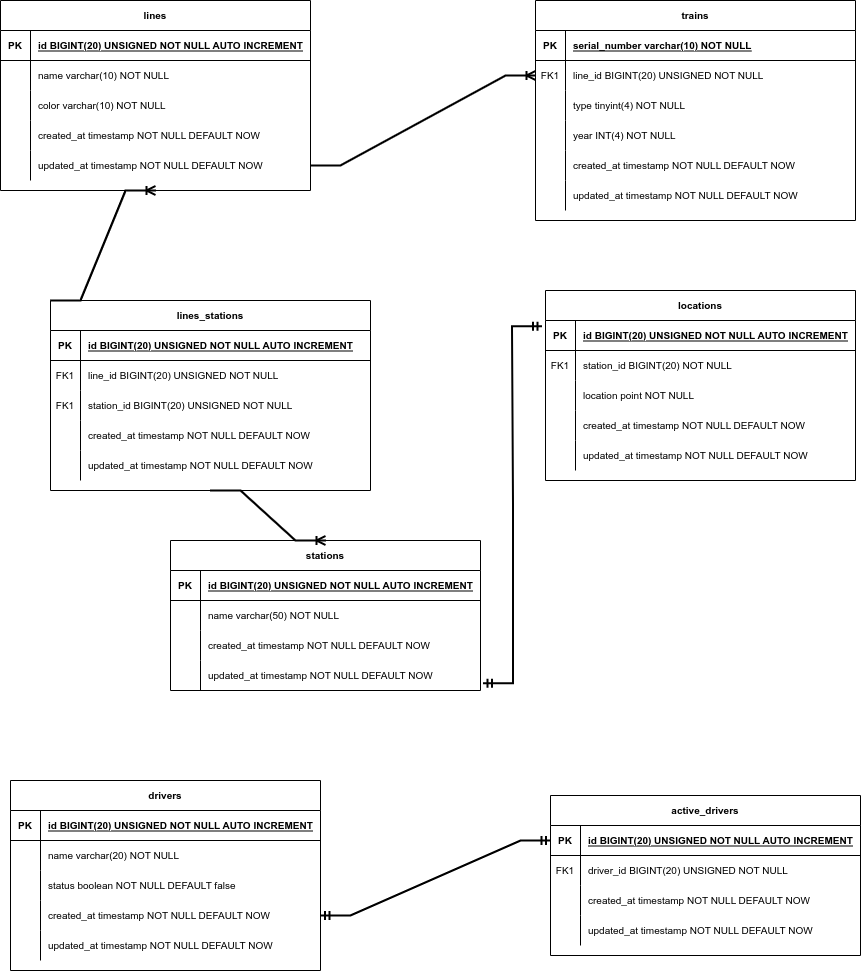 lines
PK id BIGINT(20) UNSIGNED NOT NULL AUTO INCREMENT
name varchar(10) NOT NULL
color varchar(10) NOT NULL
created_at timestamp NOT NULL DEFAULT NOW
updated_at timestamp NOT NULL DEFAULT NOW
trains
PK serial_number varchar(10) NOT NULL
FK1 line_id BIGINT(20) UNSIGNED NOT NULL
type tinyint(4) NOT NULL
year INT(4) NOT NULL
created_at timestamp NOT NULL DEFAULT NOW
updated_at timestamp NOT NULL DEFAULT NOW
lines_stations
PK id BIGINT(20) UNSIGNED NOT NULL AUTO INCREMENT
FK1 line_id BIGINT(20) UNSIGNED NOT NULL
FK1 station_id BIGINT(20) UNSIGNED NOT NULL
created_at timestamp NOT NULL DEFAULT NOW
updated_at timestamp NOT NULL DEFAULT NOW
locations
PK id BIGINT(20) UNSIGNED NOT NULL AUTO INCREMENT
FK1 station_id BIGINT(20) NOT NULL
location point NOT NULL
created_at timestamp NOT NULL DEFAULT NOW
updated_at timestamp NOT NULL DEFAULT NOW
stations
PK id BIGINT(20) UNSIGNED NOT NULL AUTO INCREMENT
name varchar(50) NOT NULL
created_at timestamp NOT NULL DEFAULT NOW
updated_at timestamp NOT NULL DEFAULT NOW
drivers
PK id BIGINT(20) UNSIGNED NOT NULL AUTO INCREMENT
name varchar(20) NOT NULL
status boolean NOT NULL DEFAULT false
created_at timestamp NOT NULL DEFAULT NOW
updated_at timestamp NOT NULL DEFAULT NOW
active_drivers
PK id BIGINT(20) UNSIGNED NOT NULL AUTO INCREMENT
FK1 driver_id BIGINT(20) UNSIGNED NOT NULL
created_at timestamp NOT NULL DEFAULT NOW
updated_at timestamp NOT NULL DEFAULT NOW